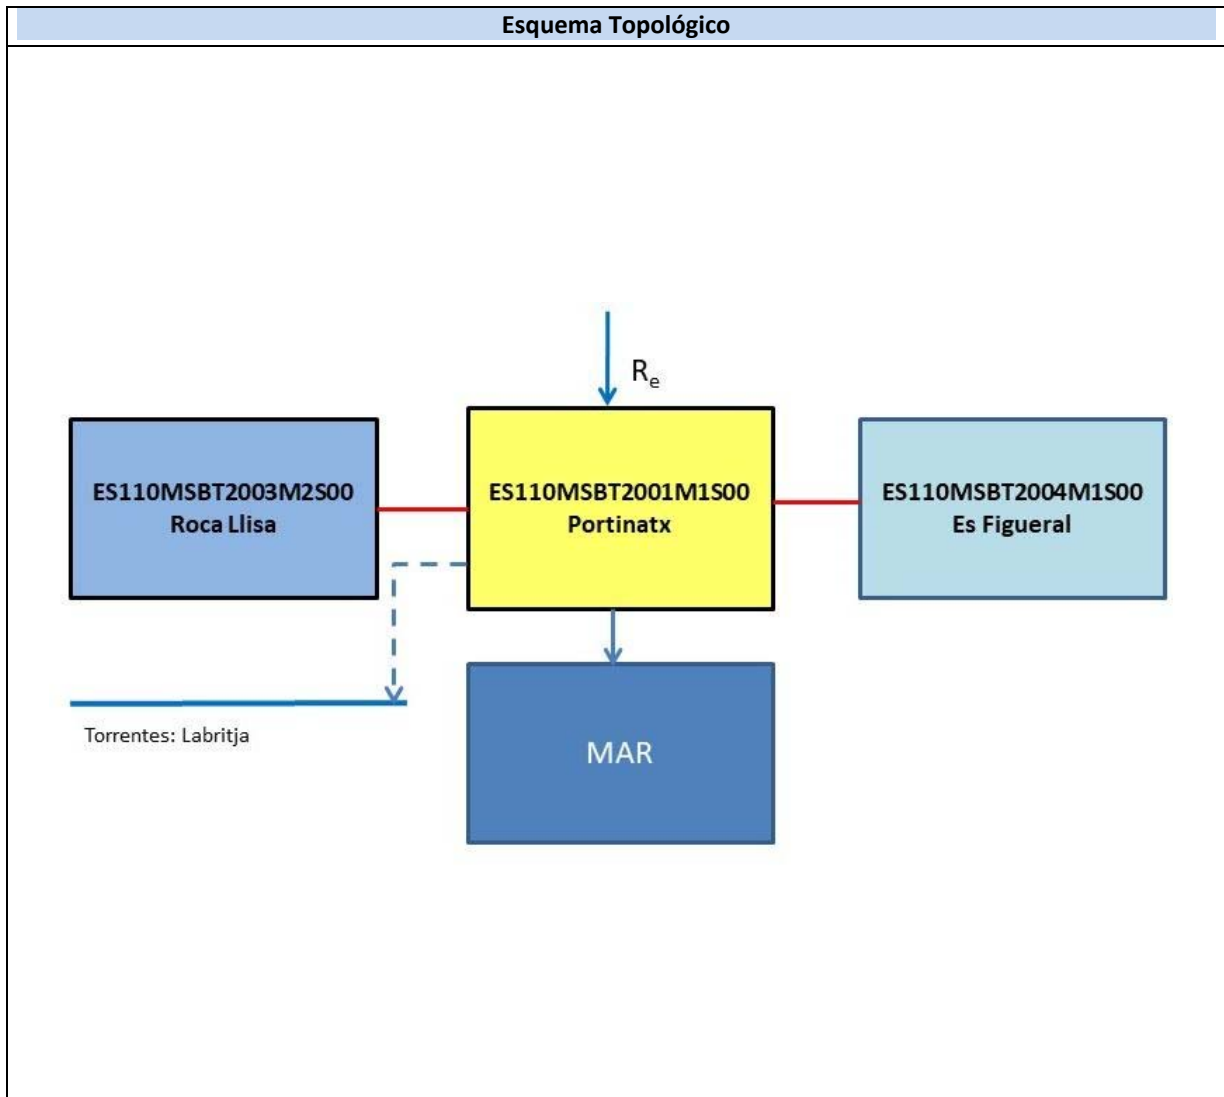 Esquema Topológico
Re
ES110MSBT2003M2S00
Roca Llisa
ES110MSBT2001M1S00
Portinatx
ES110MSBT2004M1S00
Es Figueral
Torrentes: Labritja
MAR